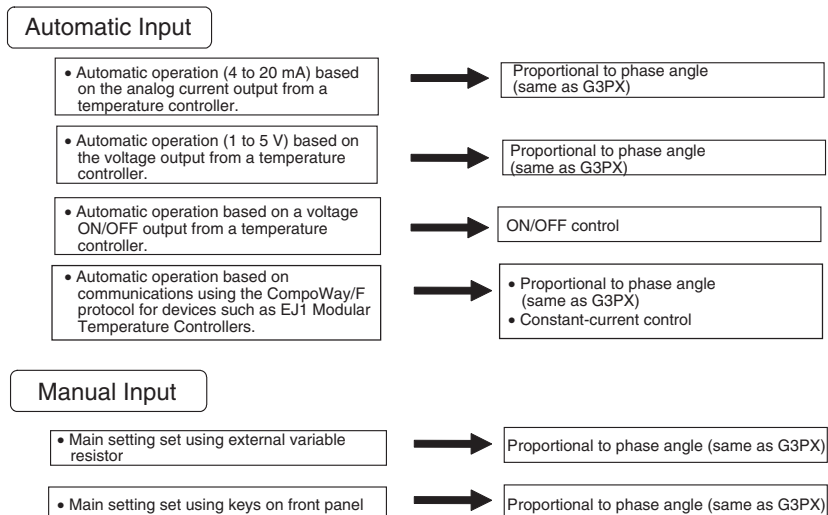 Automatic Input
• Automatic operation (4 to 20 mA) based
on the analog current output from a
temperature controller.
Proportional to phase angle
(same as G3PX)
• Automatic operation (1 to 5 V) based on
the voltage output from a temperature
controller.
Proportional to phase angle
(same as G3PX)
• Automatic operation based on a voltage
ON/OFF output from a temperature
controller.
ON/OFF control
• Automatic operation based on
communications using the CompoWay/F
protocol for devices such as EJ1 Modular
Temperature Controllers.
• Proportional to phase angle
(same as G3PX)
• Constant-current control
Manual Input
• Main setting set using external variable
resistor
Proportional to phase angle (same as G3PX)
• Main setting set using keys on front panel
Proportional to phase angle (same as G3PX)